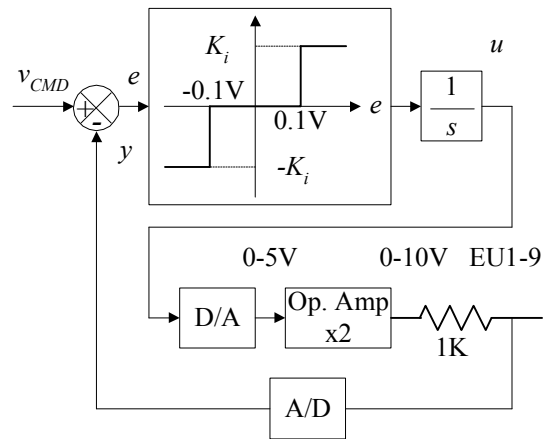 K_i
u
v_CMD
e
-0.1V
+
-
0.1V
e
1
s
y
-K_i
0-5V
0-10V
EU1-9
D/A
Op. Amp
x2
1K
A/D